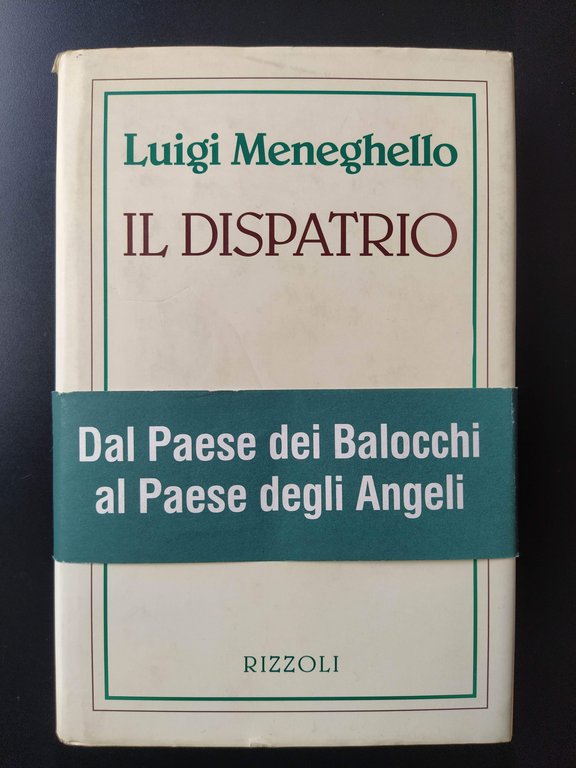 Luigi Meneghello
IL DISPATRIO
Dal Paese dei Balocchi
al Paese degli Angeli
RIZZOLI